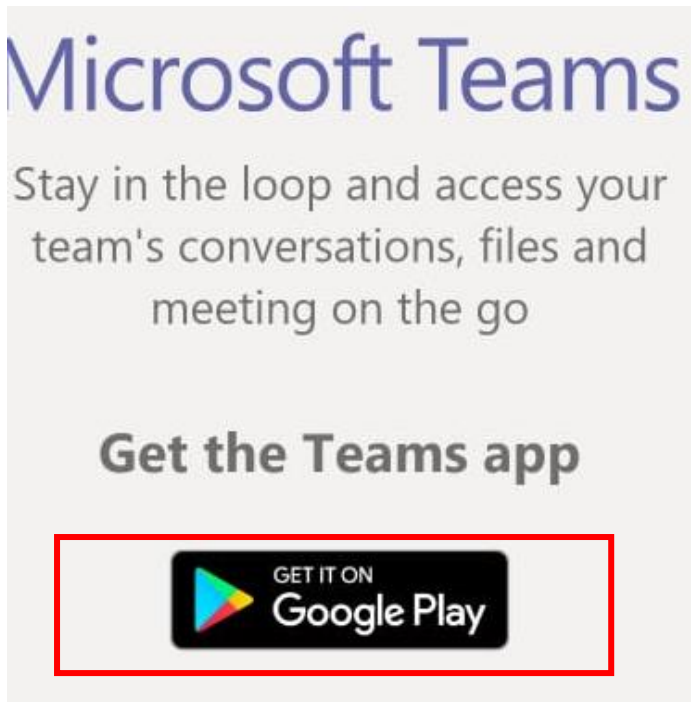 Microsoft Teams
Stay in the loop and access your
team's conversations, files and
meeting on the go
Get the Teams app
GET IT ON
Google Play